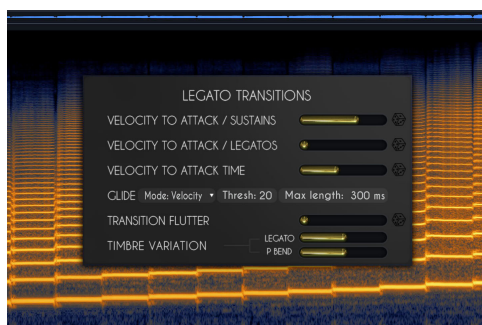 LEGATO TRANSITIONS
VELOCITY TO ATTACK / SUSTAINS
VELOCITY TO ATTACK / LEGATOS
VELOCITY TO ATTACK TIME
GLIDE Mode: Velocity Thresh: 20 Max length: 300 ms
TRANSITION FLUTTER
TIMBRE VARIATION LEGATO
P BEND